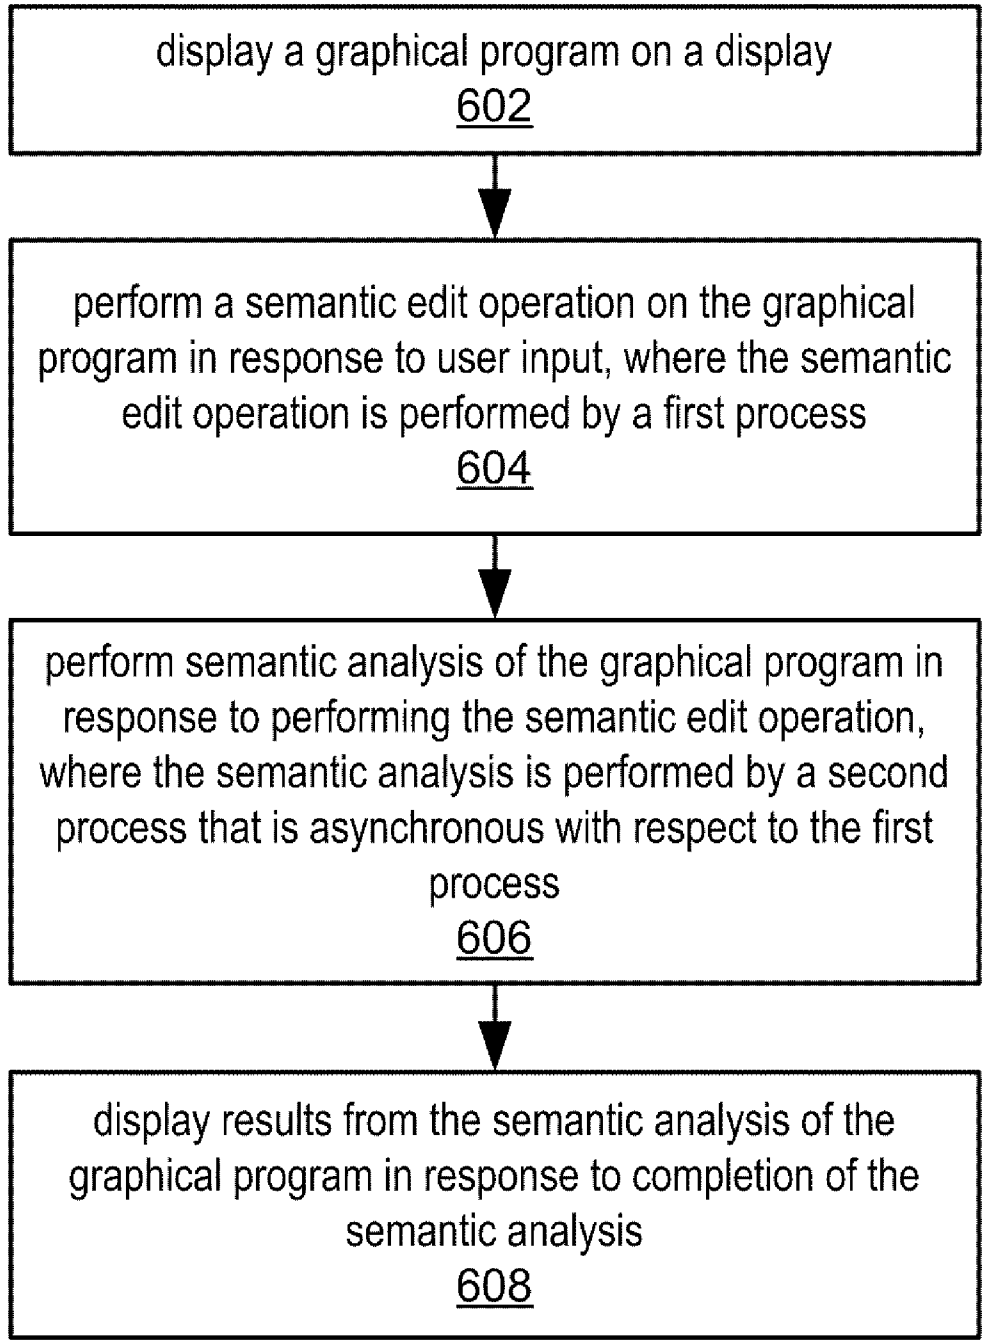 display a graphical program on a display
602
perform a semantic edit operation on the graphical
program in response to user input, where the semantic
edit operation is performed by a first process
604
perform semantic analysis of the graphical program in
response to performing the semantic edit operation,
where the semantic analysis is performed by a second
process that is asynchronous with respect to the first
process
606
display results from the semantic analysis of the
graphical program in response to completion of the
semantic analysis
608